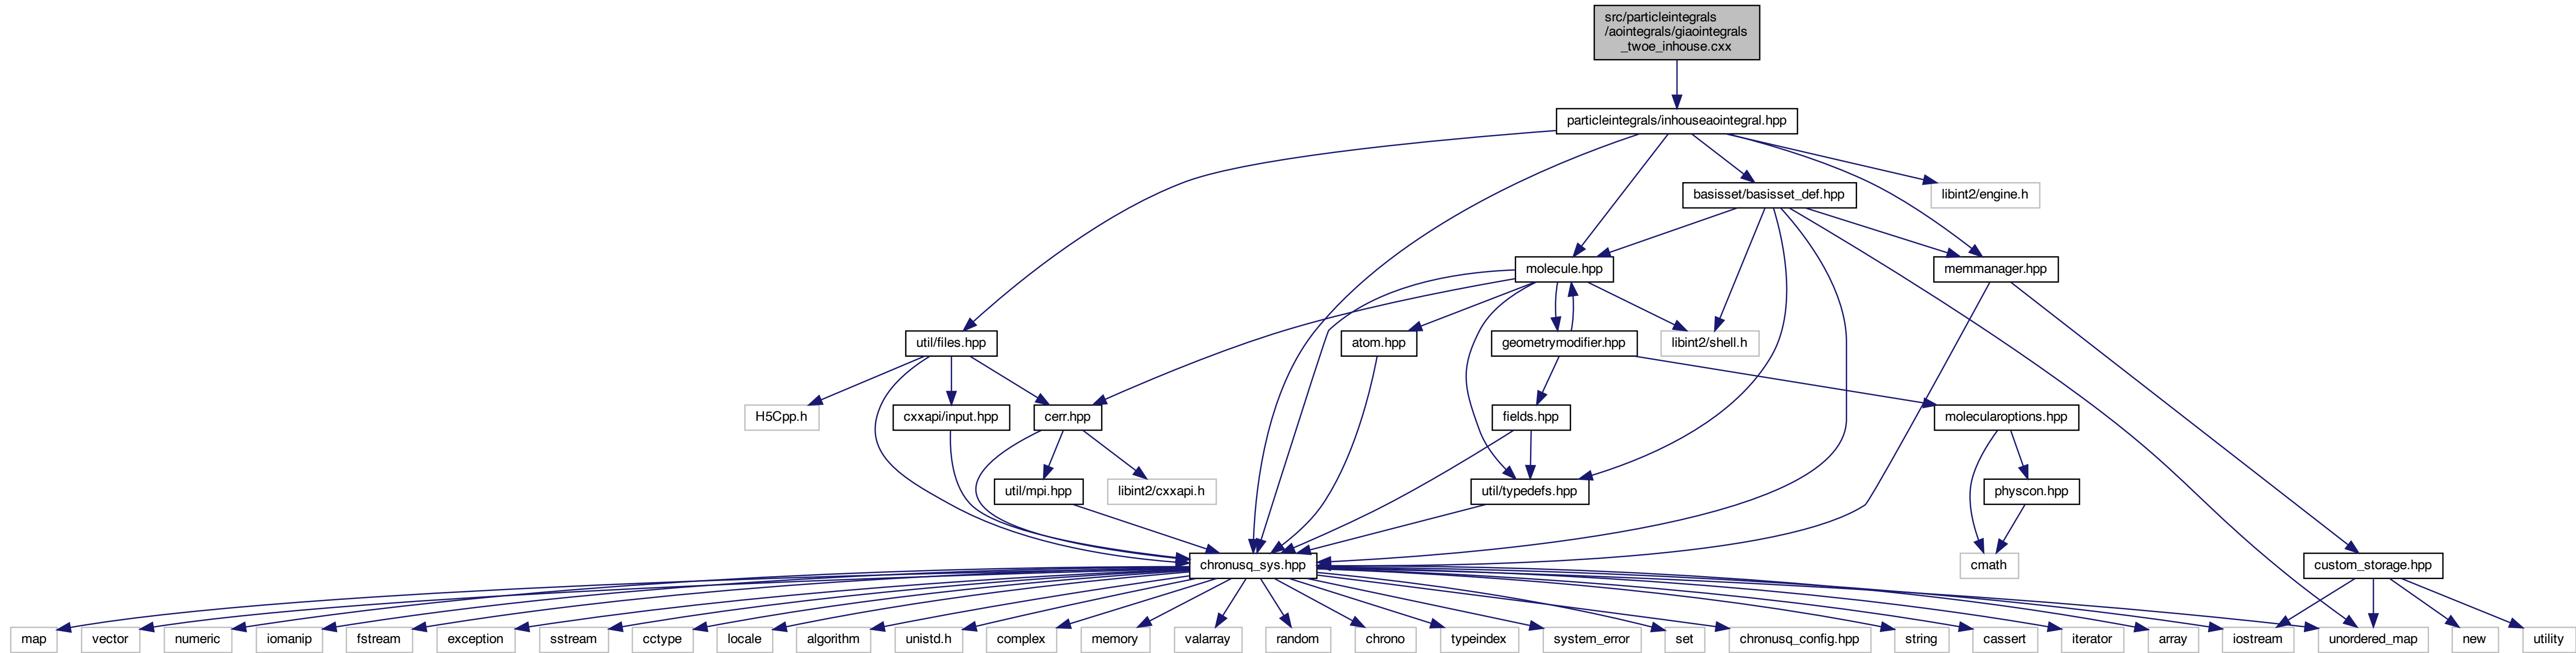 src/particleintegrals
/aointegrals/giaointegrals
_twoe_inhouse.cxx
particleintegrals/inhouseaointegral.hpp
basisset/basisset_def.hpp
libint2/engine.h
molecule.hpp
memmanager.hpp
util/files.hpp
atom.hpp
geometrymodifier.hpp
libint2/shell.h
H5Cpp.h
cxxapi/input.hpp
cerr.hpp
fields.hpp
molecularoptions.hpp
util/mpi.hpp
libint2/cxxapi.h
util/typedefs.hpp
physcon.hpp
chronusq_sys.hpp
cmath
custom_storage.hpp
map
vector
numeric
iomanip
fstream
exception
sstream
cctype
locale
algorithm
unistd.h
complex
memory
valarray
random
chrono
typeindex
system_error
set
chronusq_config.hpp
string
cassert
iterator
array
iostream
unordered_map
new
utility